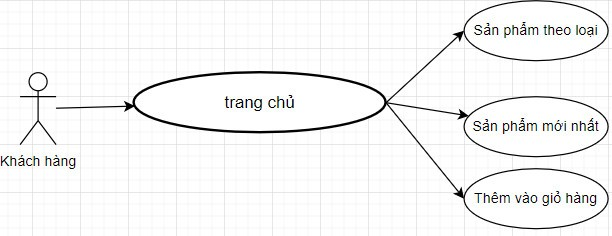 Sản phẩm theo loại
trang chủ
Sản phẩm mới nhất
Khách hàng
Thêm vào giỏ hàng